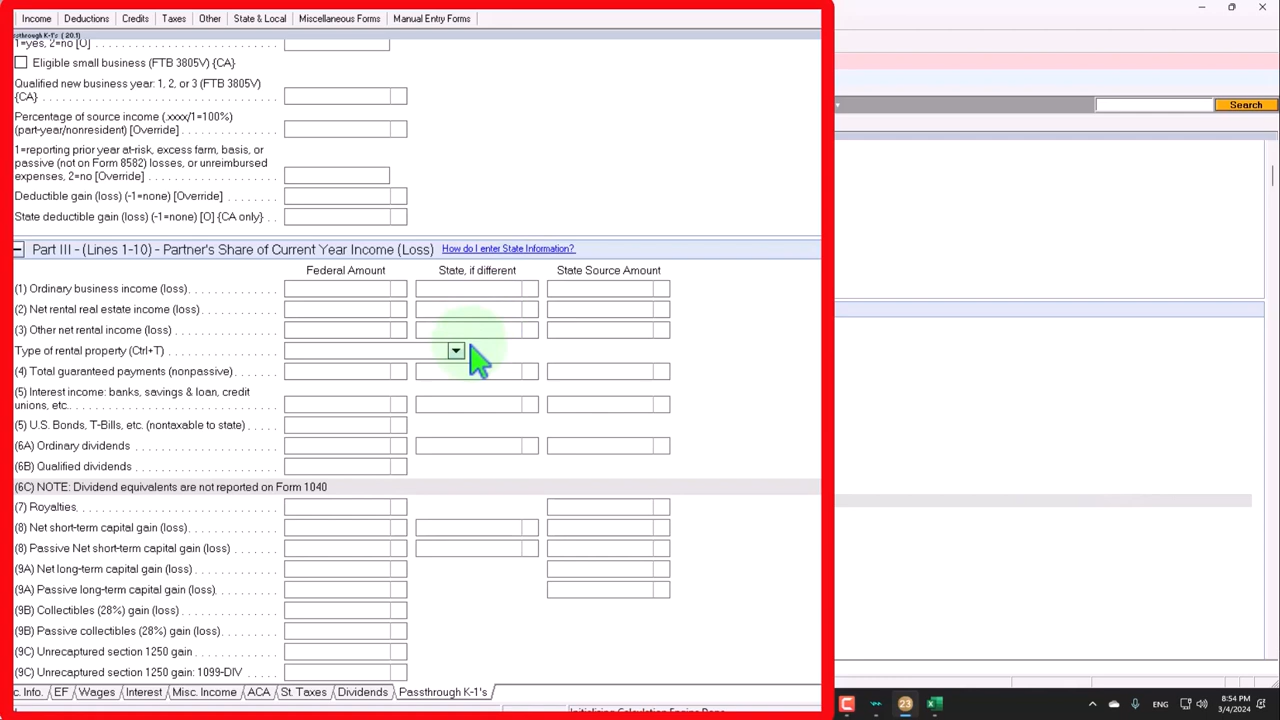 Income Deductions Credits Taxes Other State & Local Miscellaneous Forms Manual Entry Forms
Passthrough K-1's (20.1)
1=yes, 2=no [O]
Eligible small business (FTB 3805V) {CA}
Qualified new business year: 1, 2, or 3 (FTB 3805V)
{CA}
Percentage of source income (.xxxx/1=100%)
(part-year/nonresident) [Override]
1=reporting prior year at-risk, excess farm, basis, or
passive (not on Form 8582) losses, or unreimbursed
expenses, 2=no [Override]
Deductible gain (loss) (-1=none) [Override]
State deductible gain (loss) (-1=none) [O] {CA only}
Search
Part III - (Lines 1-10) - Partner's Share of Current Year Income (Loss) How do I enter State Information?
Federal Amount State, if different State Source Amount
(1) Ordinary business income (loss)
(2) Net rental real estate income (loss)
(3) Other net rental income (loss)
Type of rental property (Ctrl+T)
(4) Total guaranteed payments (nonpassive)
(5) Interest income: banks, savings & loan, credit
unions, etc.
(5) U.S. Bonds, T-Bills, etc. (nontaxable to state)
(6A) Ordinary dividends
(6B) Qualified dividends
(6C) NOTE: Dividend equivalents are not reported on Form 1040
(7) Royalties
(8) Net short-term capital gain (loss)
(8) Passive Net short-term capital gain (loss)
(9A) Net long-term capital gain (loss)
(9A) Passive long-term capital gain (loss)
(9B) Collectibles (28%) gain (loss)
(9B) Passive collectibles (28%) gain (loss)
(9C) Unrecaptured section 1250 gain
(9C) Unrecaptured section 1250 gain: 1099-DIV
c. Info. EF Wages Interest Misc. Income ACA St. Taxes Dividends Passthrough K-1's
23
ENG
8:54 PM
3/4/2024